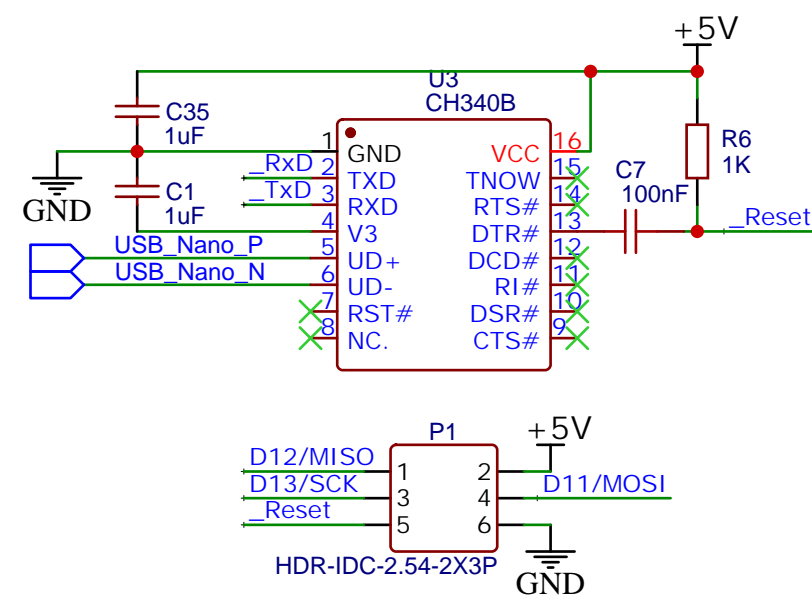 +5V
U3
CH340B
C35
1uF
R6
1K
C7
100nF
1
GND
VCC
16
_RxD
2
TXD
TNOW
15
_TxD
3
RXD
RTS#
14
C1
1uF
GND
4
V3
DTR#
13
_Reset
USB_Nano_P
5
UD+
DCD#
12
USB_Nano_N
6
UD-
RI#
11
7
RST#
DSR#
10
8
NC.
CTS#
9
P1
+5V
D12/MISO
1
2
D13/SCK
3
4
D11/MOSI
_Reset
5
6
HDR-IDC-2.54-2X3P
GND